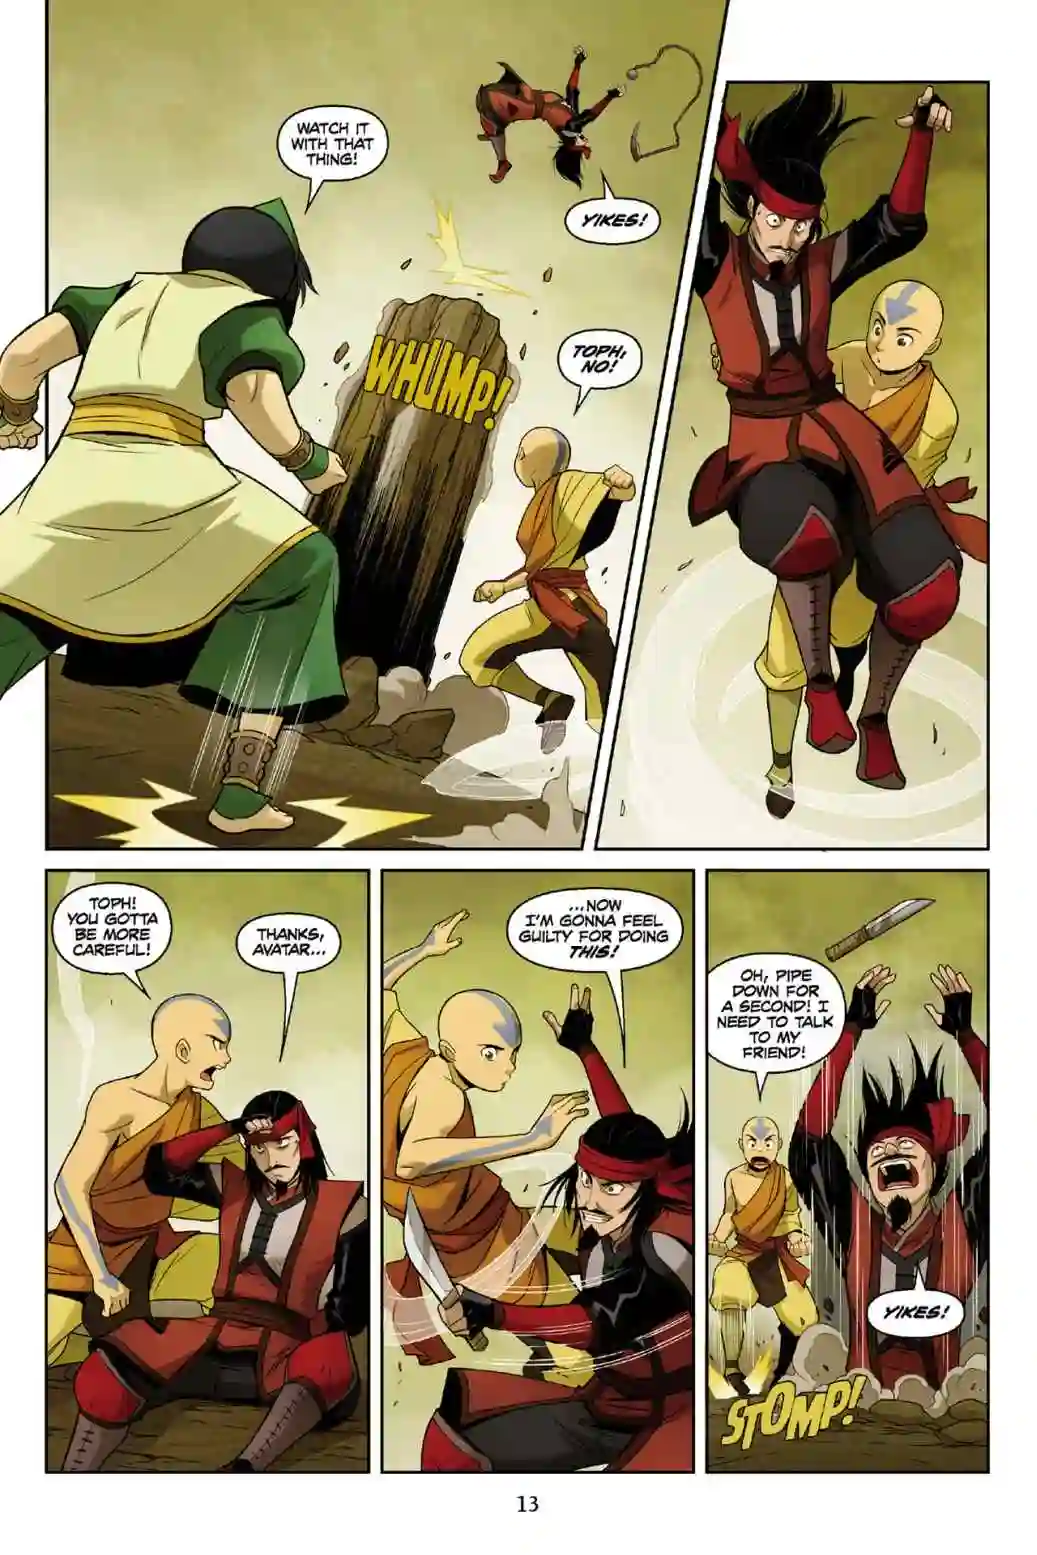 WATCH IT
WITH THAT
THING!
YIKES!
WHUMP!
TOPH,
NO!
TOPH!
YOU GOTTA
BE MORE
CAREFUL!
THANKS,
AVATAR...
...NOW
I'M GONNA FEEL
GUILTY FOR DOING
THIS!
OH, PIPE
DOWN FOR
A SECOND! I
NEED TO TALK
TO MY
FRIEND!
YIKES!
STOMP!
13